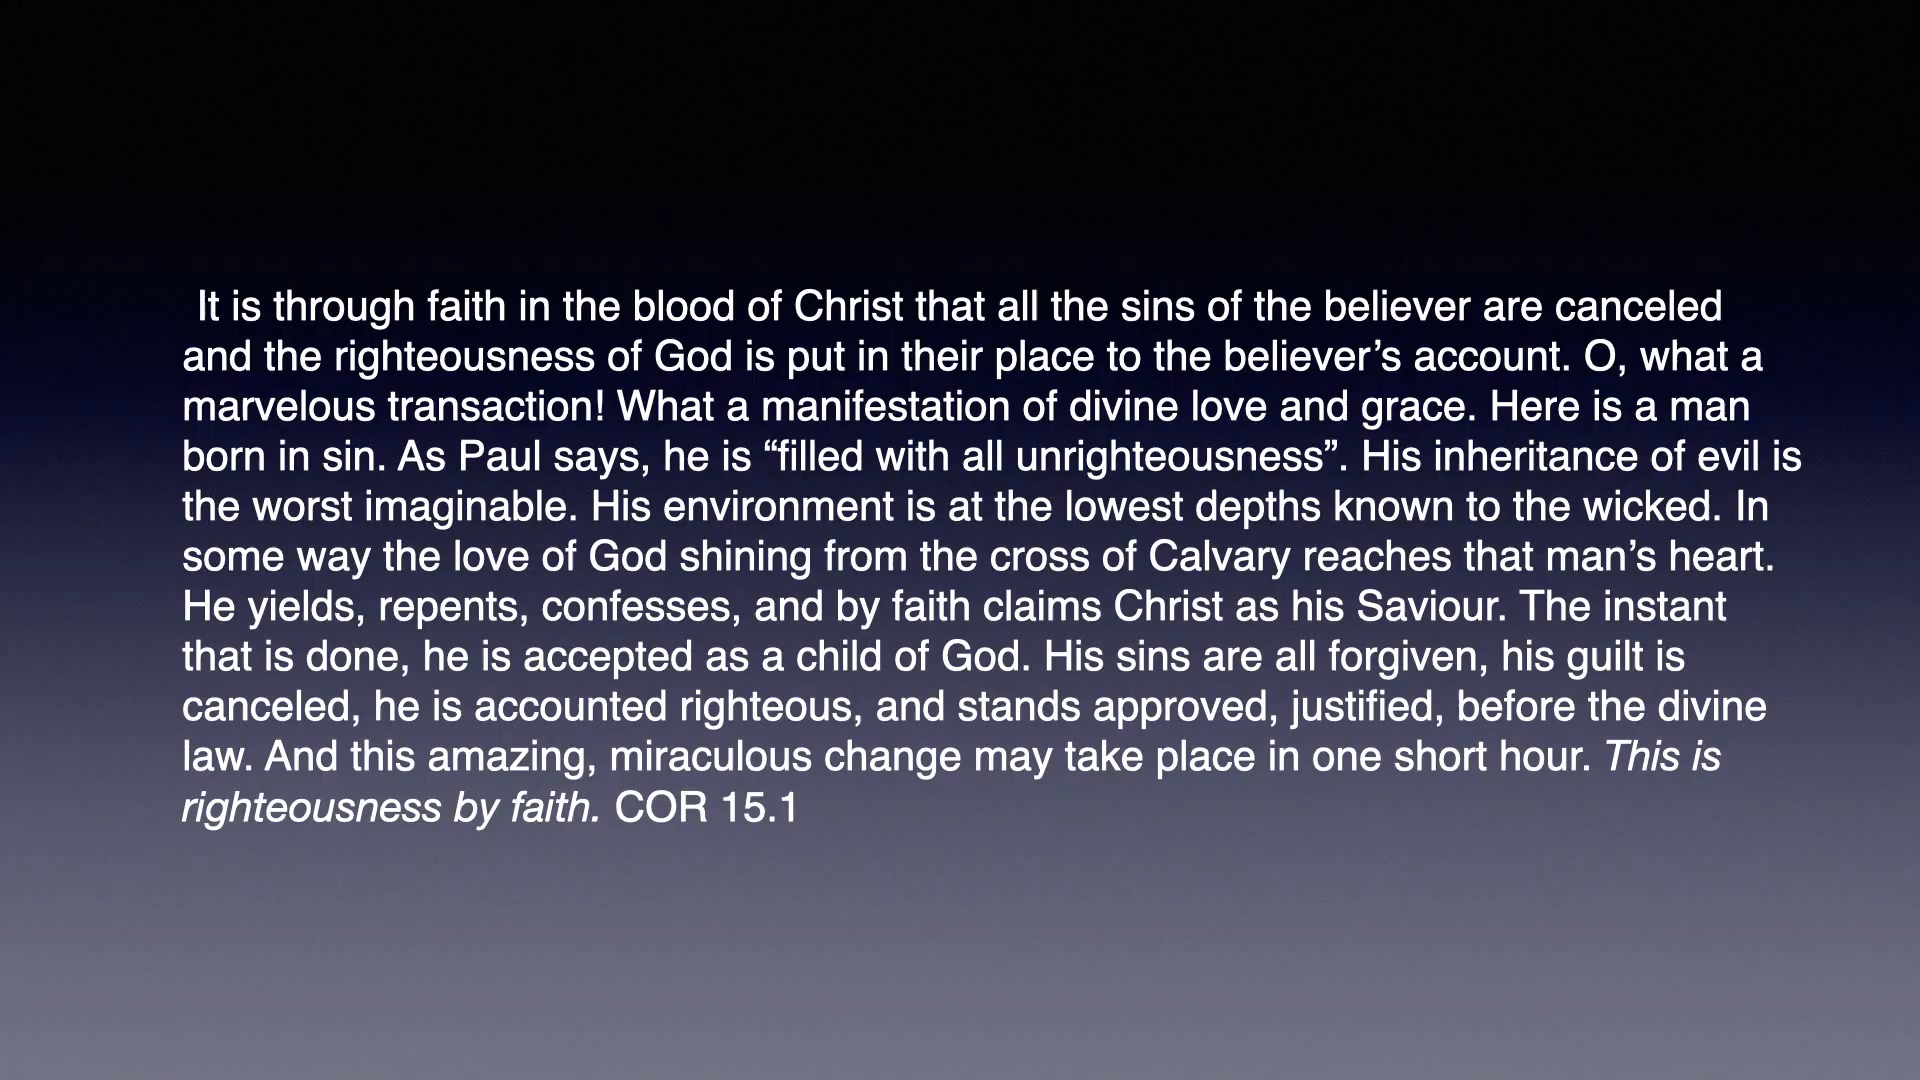 It is through faith in the blood of Christ that all the sins of the believer are canceled
and the righteousness of God is put in their place to the believer’s account. O, what a
marvelous transaction! What a manifestation of divine love and grace. Here is a man
born in sin. As Paul says, he is “filled with all unrighteousness”. His inheritance of evil is
the worst imaginable. His environment is at the lowest depths known to the wicked. In
some way the love of God shining from the cross of Calvary reaches that man’s heart.
He yields, repents, confesses, and by faith claims Christ as his Saviour. The instant
that is done, he is accepted as a child of God. His sins are all forgiven, his guilt is
canceled, he is accounted righteous, and stands approved, justified, before the divine
law. And this amazing, miraculous change may take place in one short hour. This is
righteousness by faith. COR 15.1